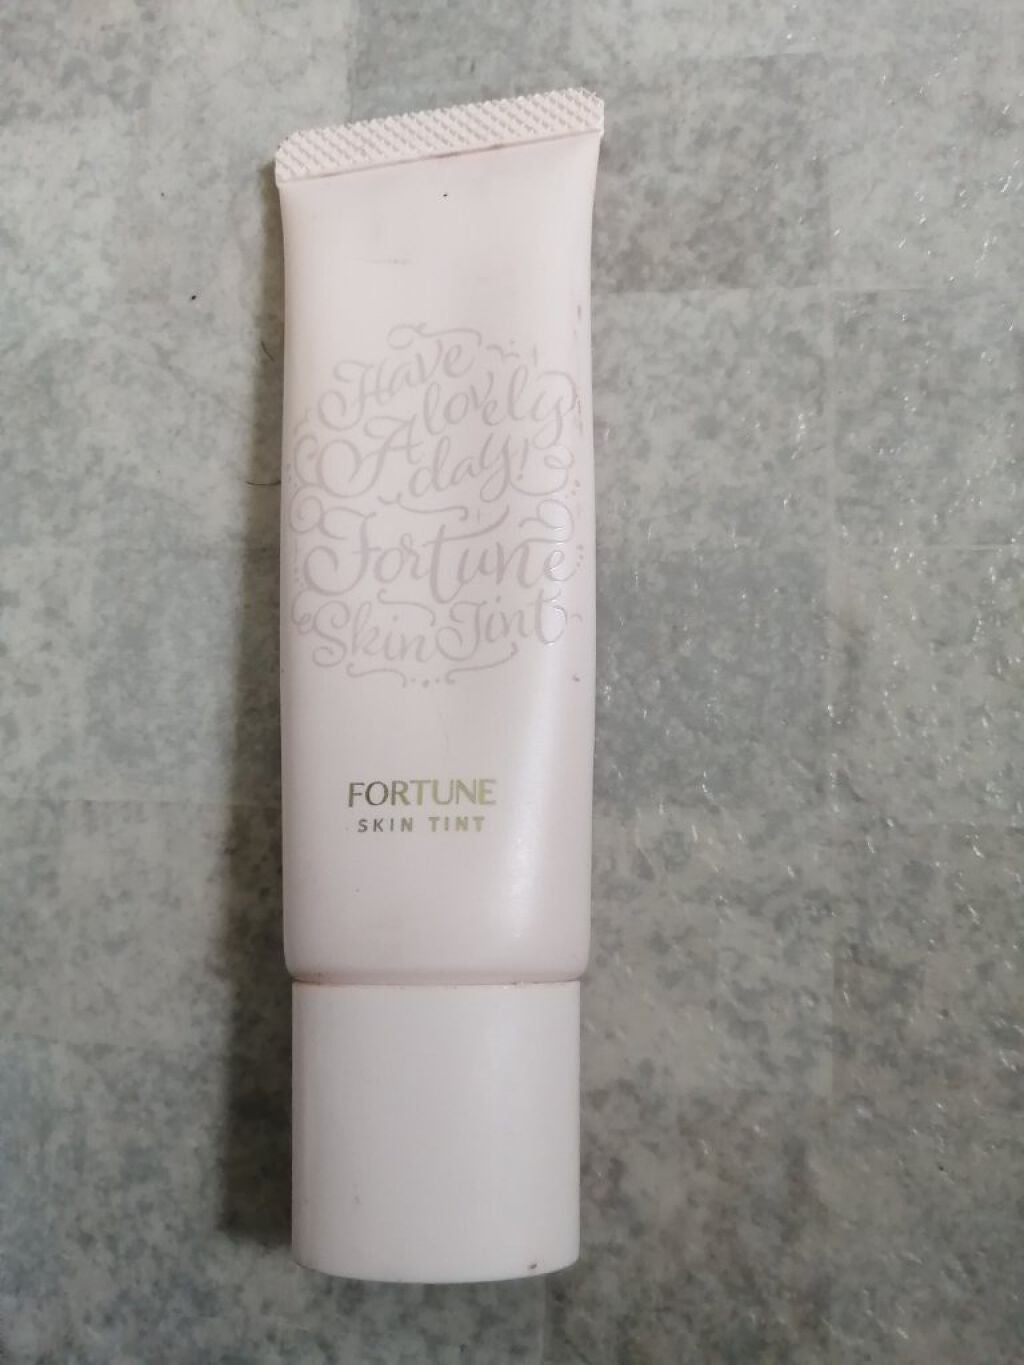 Have
A lovely
day!
Fortune
Skin Tint
FORTUNE
SKIN TINT